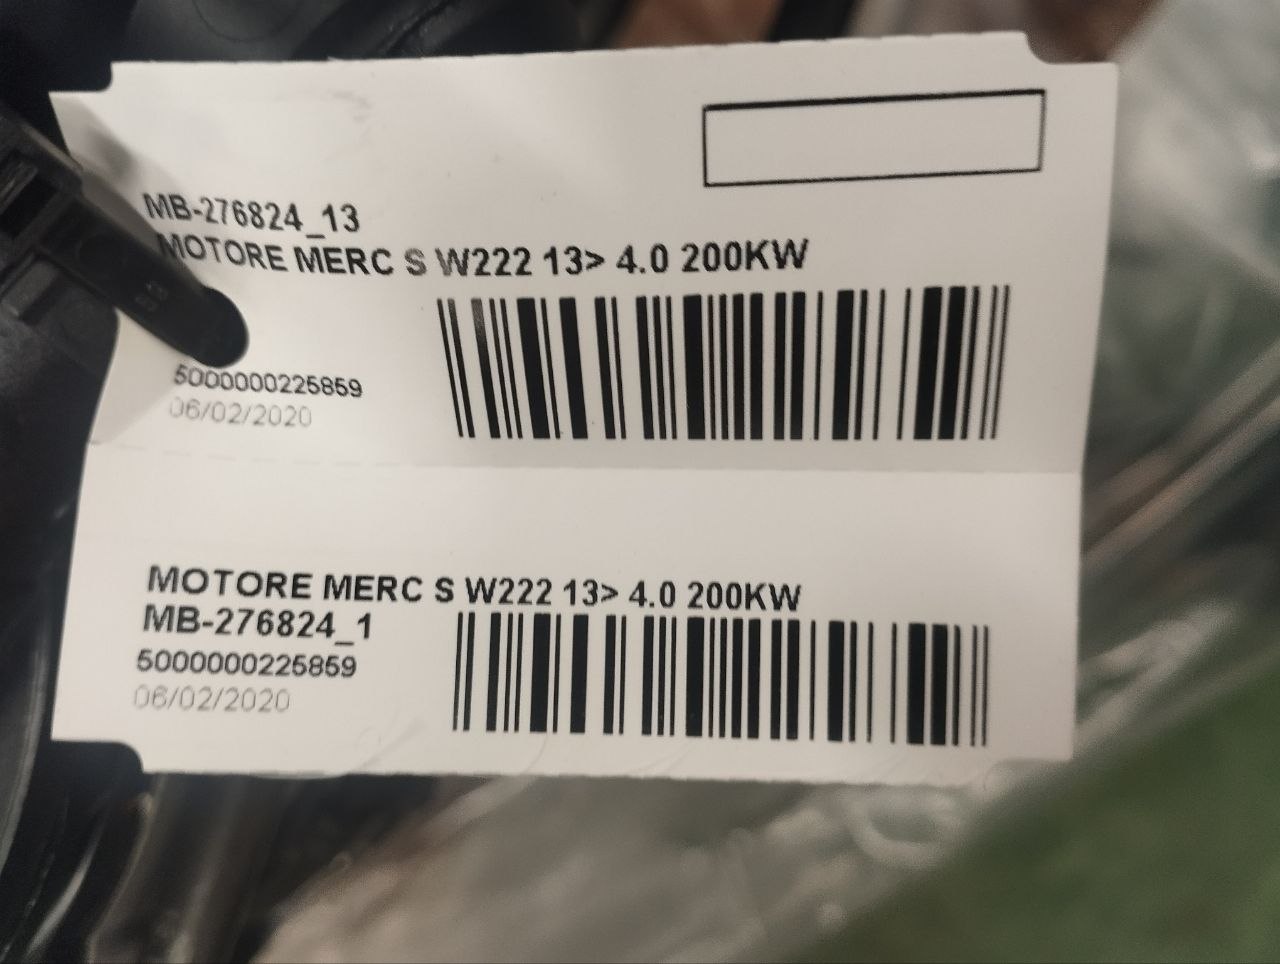 MB-276824_13
MOTORE MERC S W222 13> 4.0 200KW
5000000225859
06/02/2020
MOTORE MERC S W222 13> 4.0 200KW
MB-276824_1
5000000225859
06/02/2020